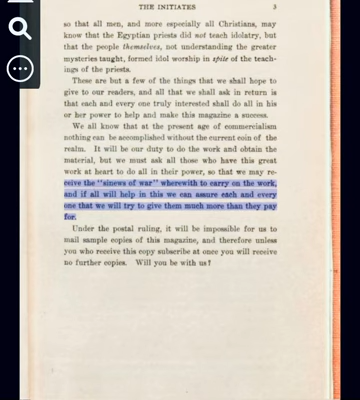 THE INITIATES 3
so that all men, and more especially all Christians, may
know that the Egyptian priests did not teach idolatry, but
that the people themselves, not understanding the greater
mysteries taught, formed idol worship in spite of the teach-
ings of the priests.
These are but a few of the things that we shall hope to
give to our readers, and all that we shall ask in return is
that each and every one truly interested shall do all in his
or her power to help and make this magazine a success.
We all know that at the present age of commercialism
nothing can be accomplished without the current coin of the
realm. It will be our duty to do the work and obtain the
material, but we must ask all those who have this great
work at heart to do all in their power, so that we may re-
ceive the "sinews of war" wherewith to carry on the work,
and if all will help in this we can assure each and every
one that we will try to give them much more than they pay
for.
Under the postal ruling, it will be impossible for us to
mail sample copies of this magazine, and therefore unless
you who receive this copy subscribe at once you will receive
no further copies. Will you be with us?